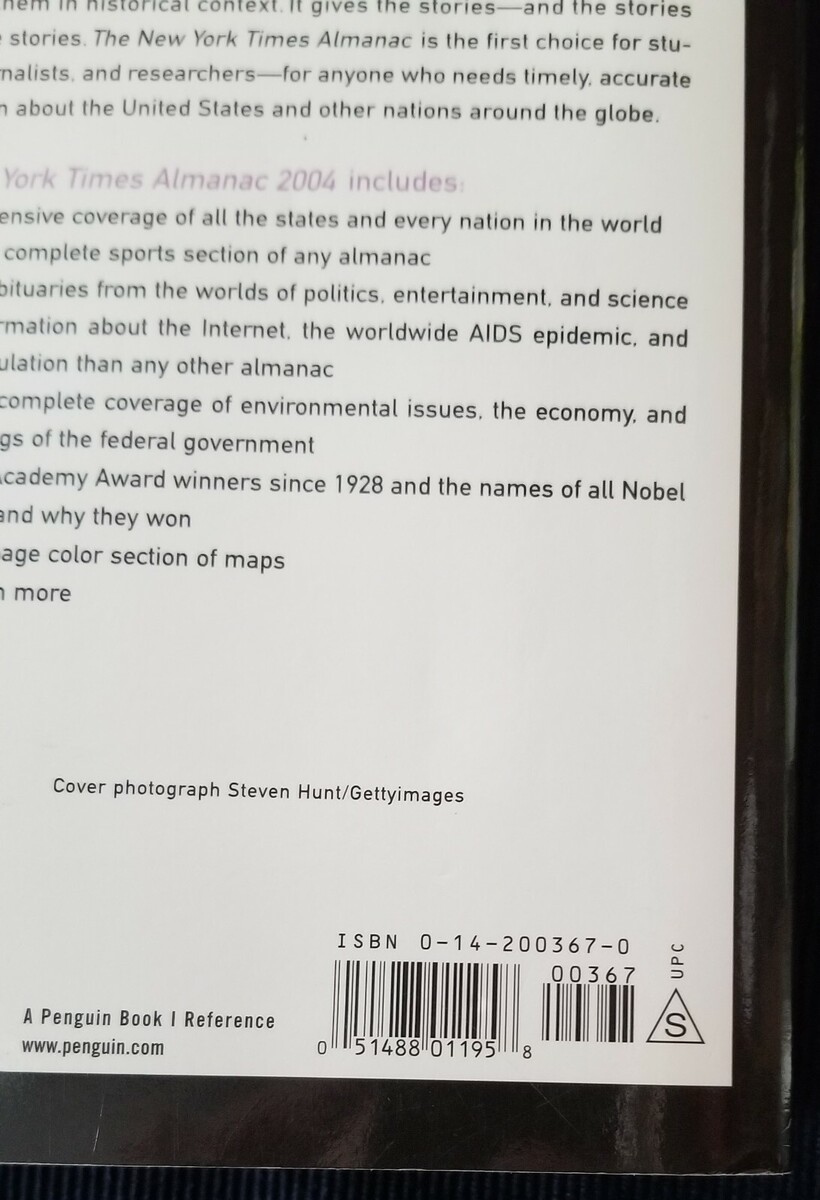 hem in historical context. It gives the stories—and the stories
stories. The New York Times Almanac is the first choice for stu-
nalists, and researchers—for anyone who needs timely, accurate
n about the United States and other nations around the globe.
York Times Almanac 2004 includes:
ensive coverage of all the states and every nation in the world
complete sports section of any almanac
bituaries from the worlds of politics, entertainment, and science
rmation about the Internet, the worldwide AIDS epidemic, and
ulation than any other almanac
complete coverage of environmental issues, the economy, and
gs of the federal government
Academy Award winners since 1928 and the names of all Nobel
and why they won
age color section of maps
h more
Cover photograph Steven Hunt/Gettyimages
ISBN 0-14-200367-0
00367
UPC
S
0 51488 01195 8
A Penguin Book I Reference
www.penguin.com